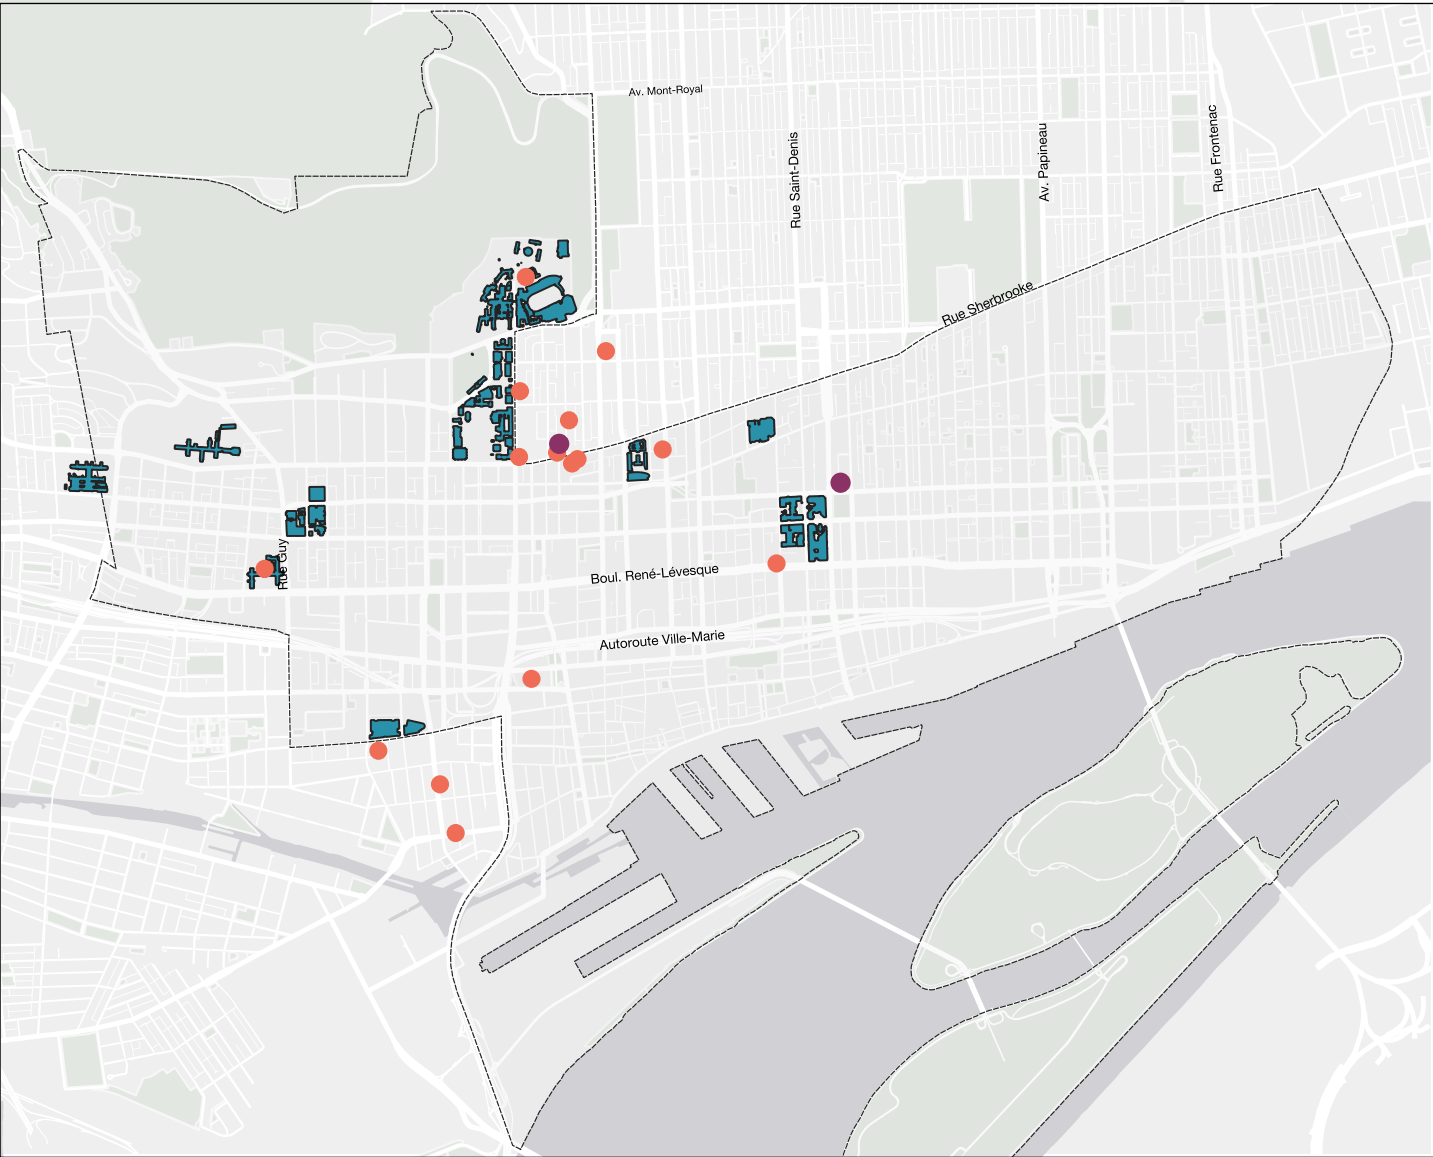 Av. Mont-Royal
Rue Saint-Denis
Av. Papineau
Rue Frontenac
Rue Sherbrooke
Rue Guy
Boul. René-Lévesque
Autoroute Ville-Marie